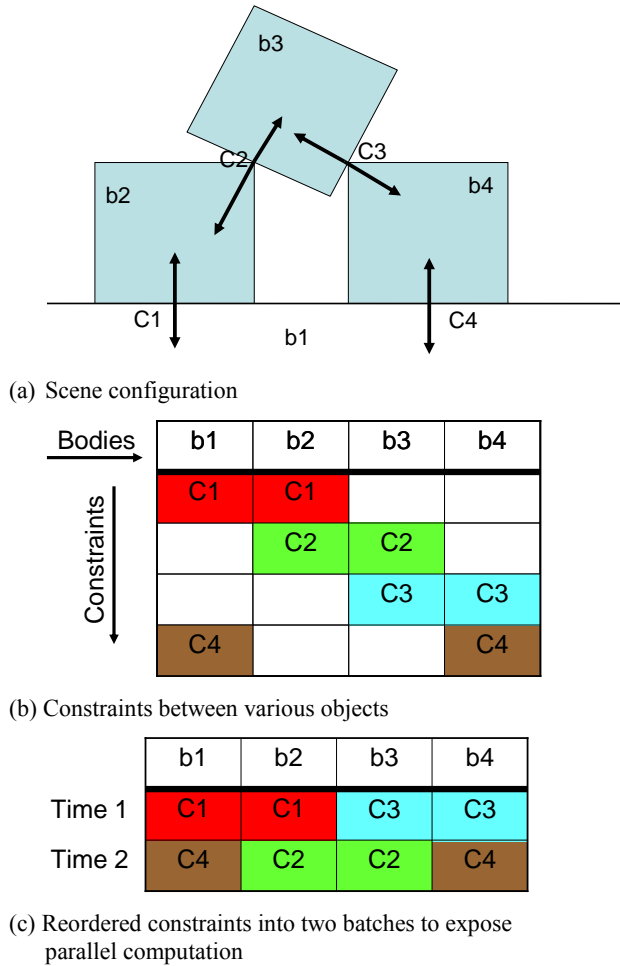 b3
C2
C3
b2
b4
C1
C4
b1
(a) Scene configuration
Bodies b1 b2 b3 b4
Constraints
C1 C1
C2 C2
C3 C3
C4 C4
(b) Constraints between various objects
b1 b2 b3 b4
Time 1 C1 C1 C3 C3
Time 2 C4 C2 C2 C4
(c) Reordered constraints into two batches to expose
parallel computation